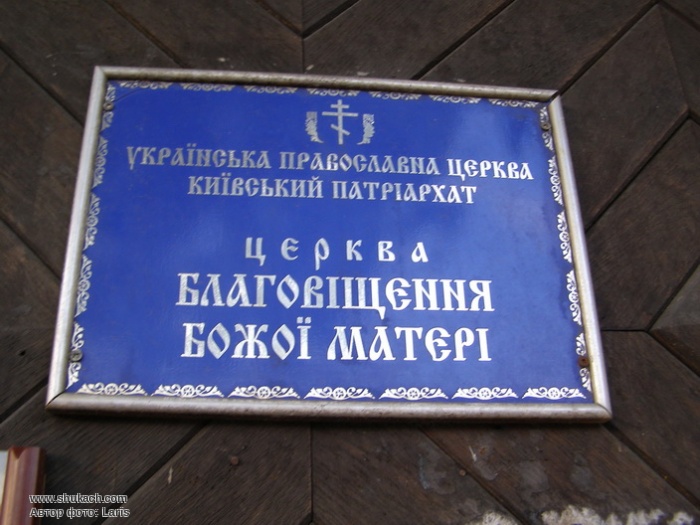 УКРАЇНСЬКА ПРАВОСЛАВНА ЦЕРКВА
КИЇВСЬКИЙ ПАТРІАРХАТ
ЦЕРКВА
БЛАГОВІЩЕННЯ
БОЖОЇ МАТЕРІ
www.shukach.com
Автор фото: Laris